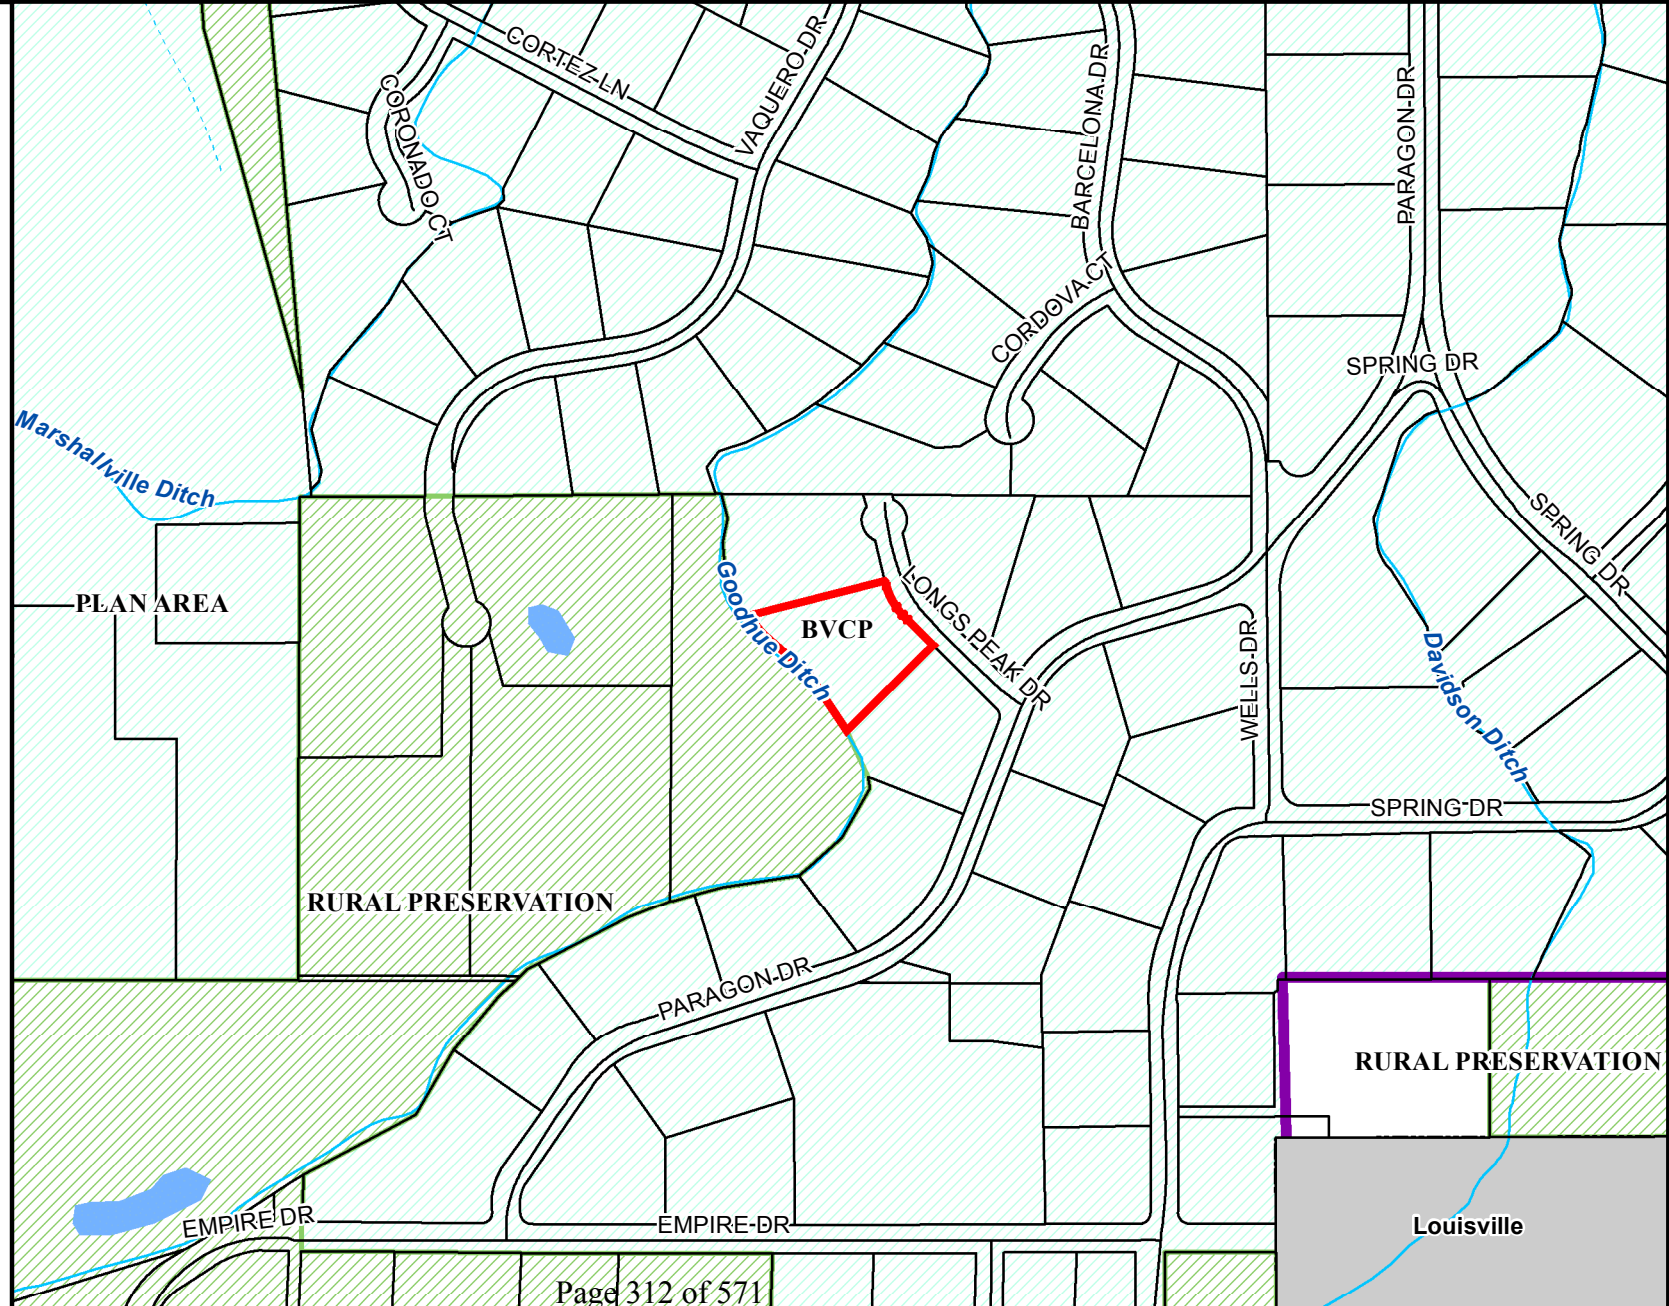 CORTEZ LN
VAQUERO DR
CORONADO CT
BARCELONA DR
PARAGON DR
CORDOVA CT
SPRING DR
Marshallville Ditch
SPRING DR
LONGS PEAK DR
Goodhue Ditch
PLAN AREA
BVCP
WELLS DR
Davidson Ditch
SPRING DR
RURAL PRESERVATION
PARAGON DR
RURAL PRESERVATION
EMPIRE DR
EMPIRE DR
Louisville
Page 312 of 571